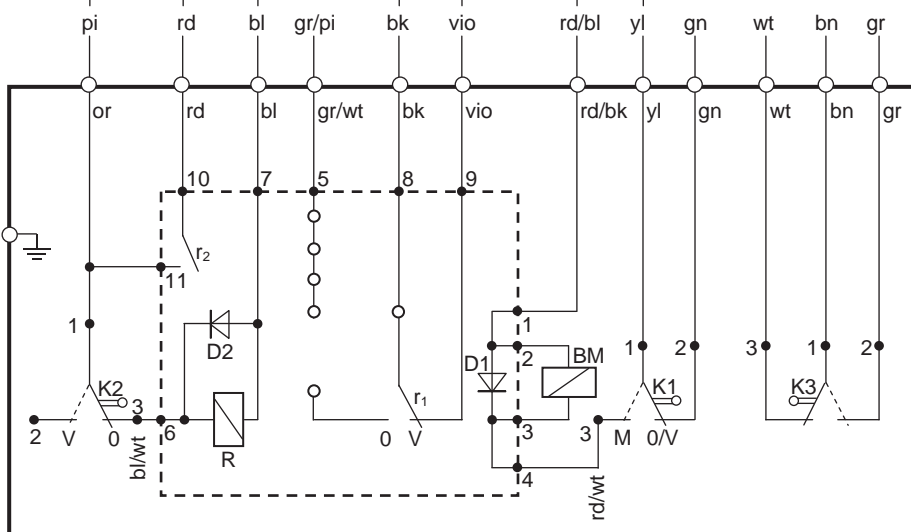 pi rd bl gr/pi bk vio rd/bl yl gn wt bn gr
or rd bl gr/wt bk vio rd/bk yl gn wt bn gr
10 7 5 8 9
r2
11
1 1
D2 2 BM 1 2 3 1 2
D1
K2 r1 K1 K3
3 3
2 V 0 6 0 V 3 M 0/V
bl/wt R
4
rd/wt